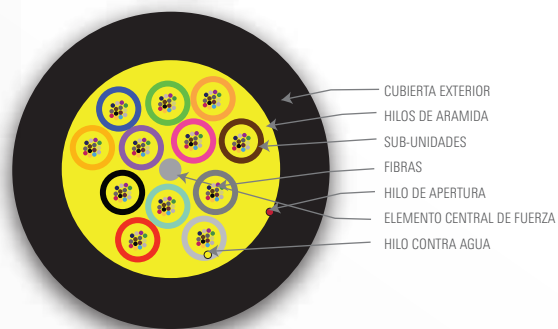 CUBIERTA EXTERIOR
HILOS DE ARAMIDA
SUB-UNIDADES
FIBRAS
HILO DE APERTURA
ELEMENTO CENTRAL DE FUERZA
HILO CONTRA AGUA